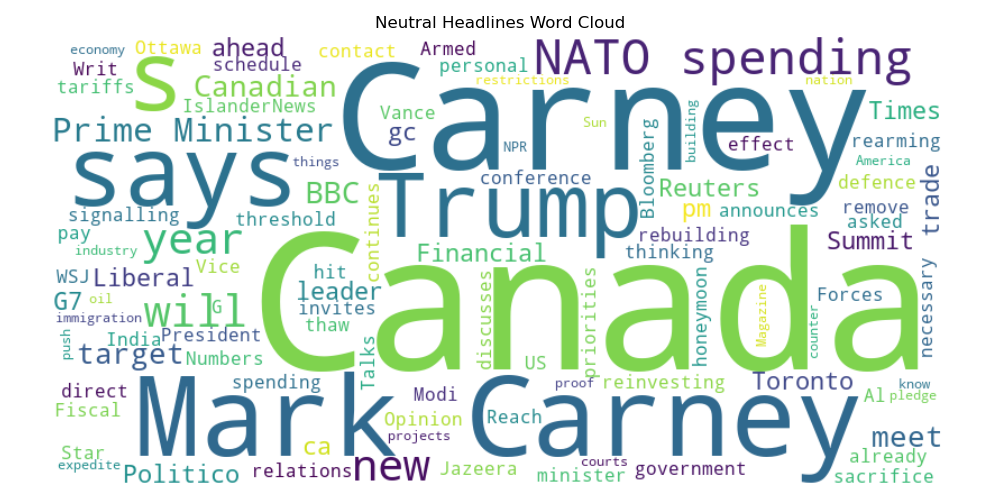 Neutral Headlines Word Cloud
economy Ottawa ahead contact Armed NATO spending
Writ schedule personal
tariffs s Canadian restrictions nation
IslanderNews Carney
Vance Sun Times
Prime Minister gc building effect rearming
says things NPR America
BBC Trump conference Bloomberg Reuters defence trade
signalling threshold continues pm announces remove asked
pay year rebuilding Summit
industry Financial thinking
WSJ Liberal Vice hit leader Canada
G7 oil will G invites discusses priorities honeymoon Magazine counter Forces necessary
immigration thaw
push India President US
target Numbers Talks
direct spending Mark Carney proof reinvesting Toronto know
Fiscal Modi Al pledge
Opinion Reach
Star ca projects meet
expedite Politico relations new Jazeera courts minister government already
sacrifice